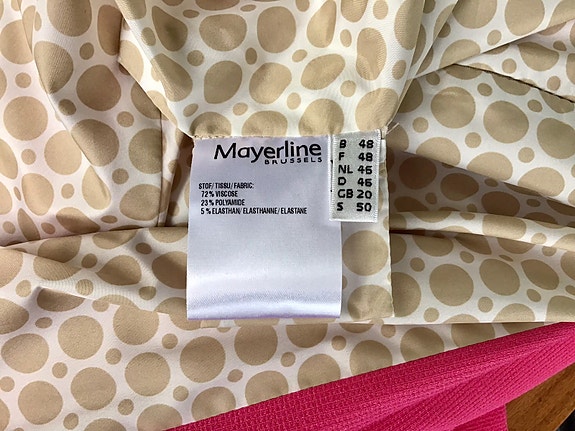 Mayerline
BRUSSELS
STOF/ TISSU/ FABRIC:
72 % VISCOSE
23 % POLYAMIDE
5 % ELASTHAN/ ELASTHANNE/ ELASTANE
B 48
F 48
NL 46
D 46
GB 20
S 50